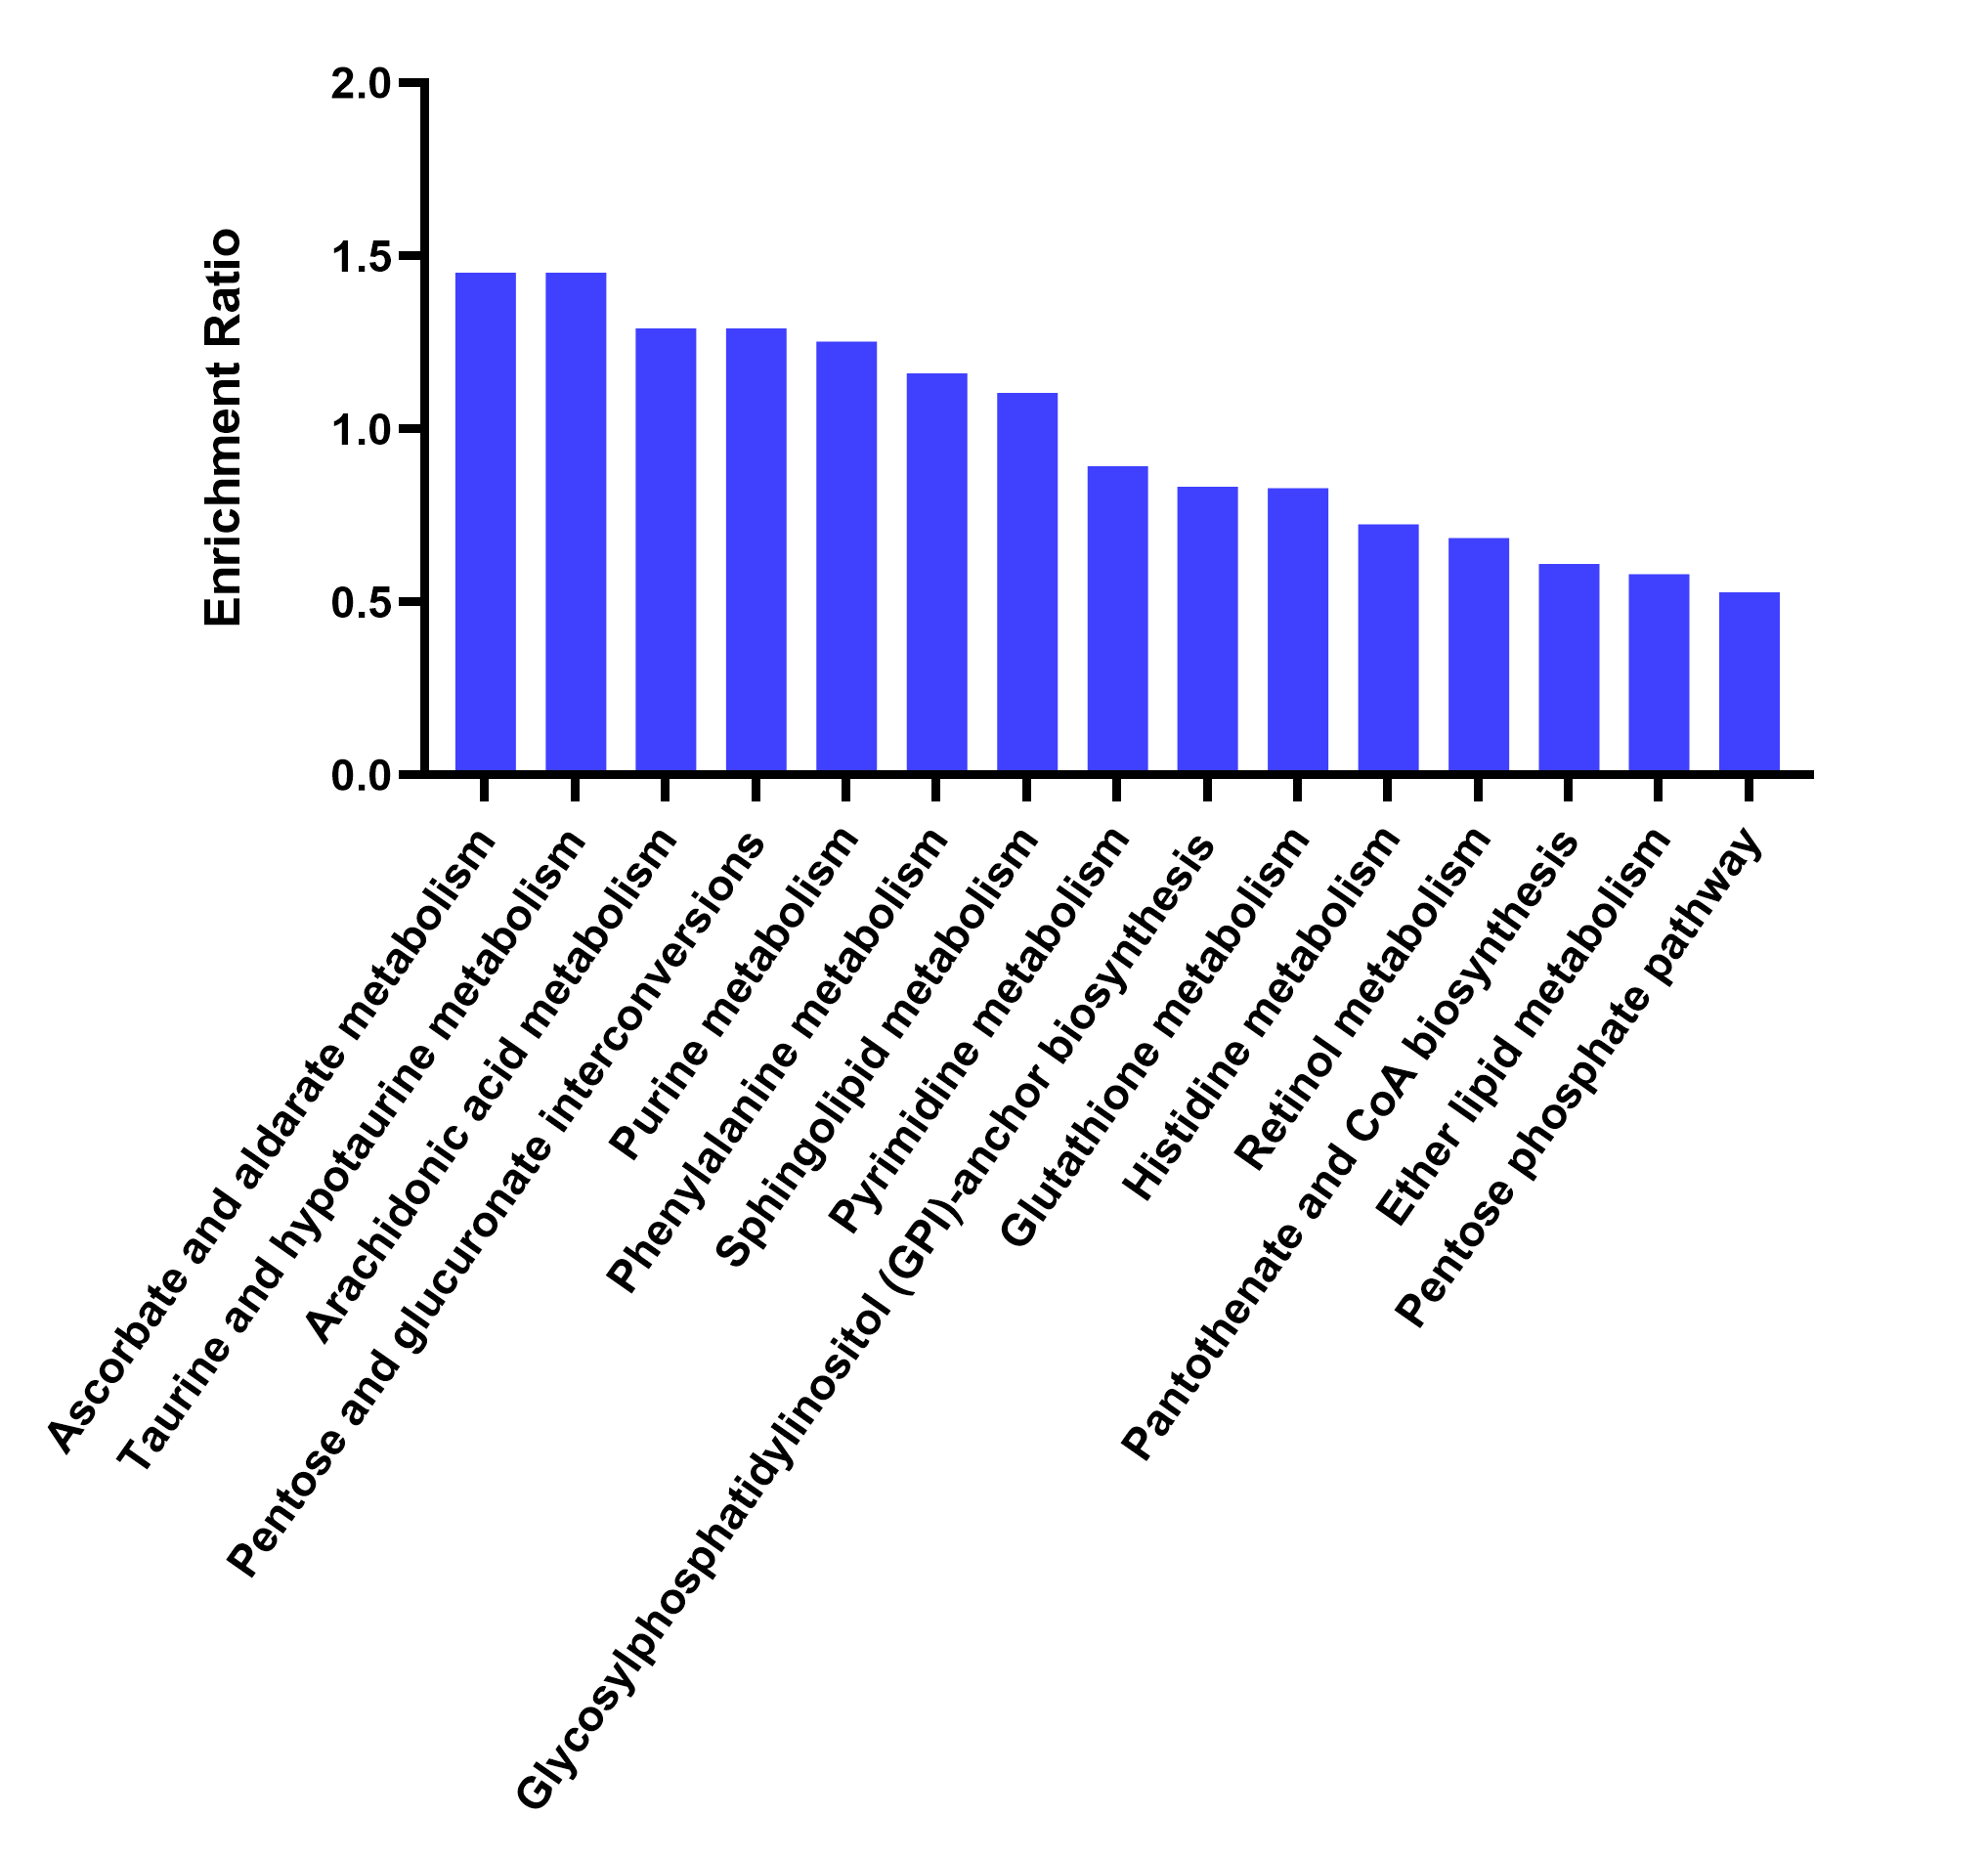 2.0
1.5
1.0
0.5
0.0
Enrichment Ratio
Ascorbate and aldarate metabolism
Taurine and hypotaurine metabolism
Arachidonic acid metabolism
Pentose and glucuronate interconversions
Purine metabolism
Phenylalanine metabolism
Sphingolipid metabolism
Pyrimidine metabolism
Glycosylphosphatidylinositol (GPI)-anchor biosynthesis
Glutathione metabolism
Histidine metabolism
Retinol metabolism
Pantothenate and CoA biosynthesis
Ether lipid metabolism
Pentose phosphate pathway